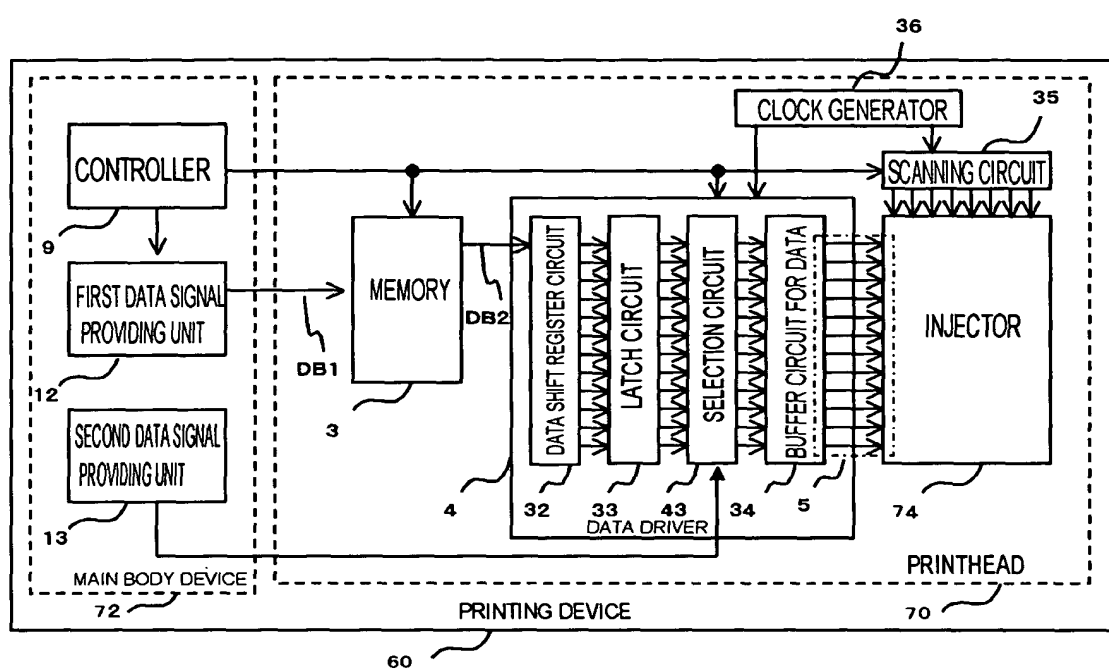 36
CLOCK GENERATOR
35
SCANNING CIRCUIT
CONTROLLER
9
FIRST DATA SIGNAL
PROVIDING UNIT
12
DB1
MEMORY
3
DB2
DATA SHIFT REGISTER CIRCUIT
LATCH CIRCUIT
SELECTION CIRCUIT
BUFFER CIRCUIT FOR DATA
INJECTOR
SECOND DATA SIGNAL
PROVIDING UNIT
13
4
32
33
43
34
5
74
DATA DRIVER
MAIN BODY DEVICE
72
PRINTHEAD
70
PRINTING DEVICE
60